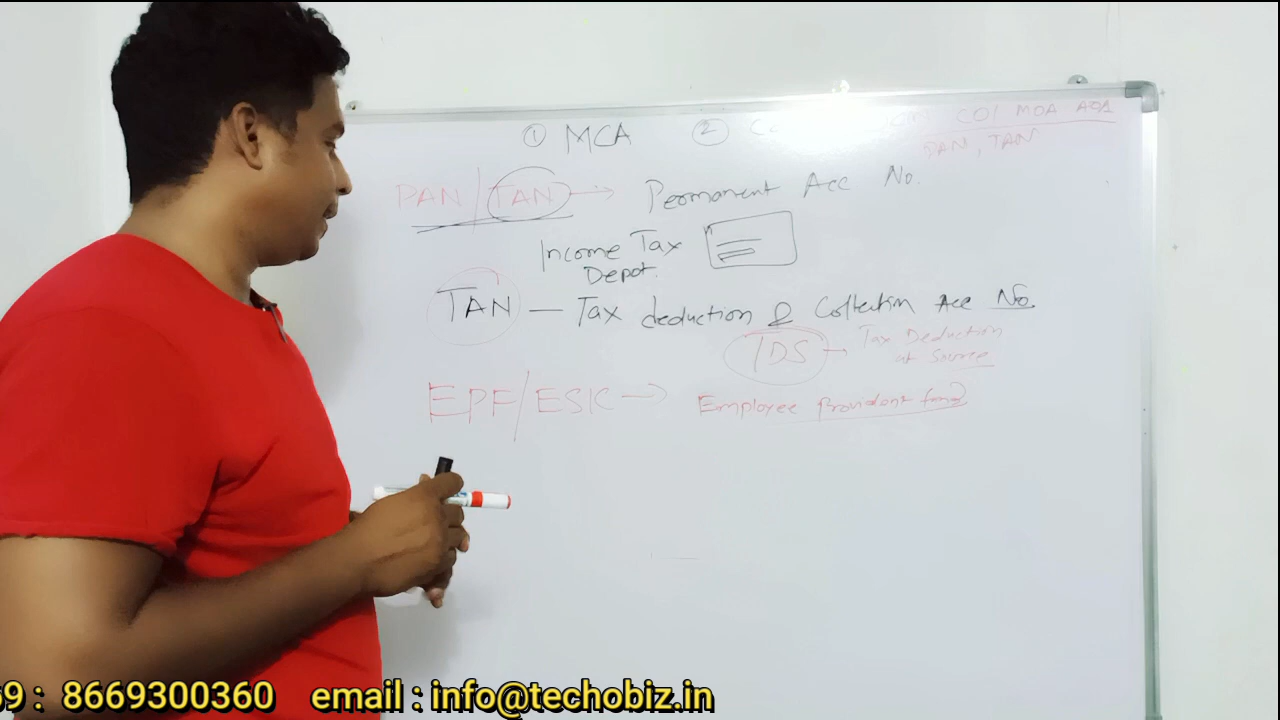 ① MCA ② COI MOA AOA
PAN, TAN
PAN/TAN → Permanent Acc No.
Income Tax
Depot.
TAN — Tax deduction & Collection Acc No.
TDS → Tax Deduction
at Source
EPF/ESIC → Employee Provident fund
69 : 8669300360 email : info@techobiz.in